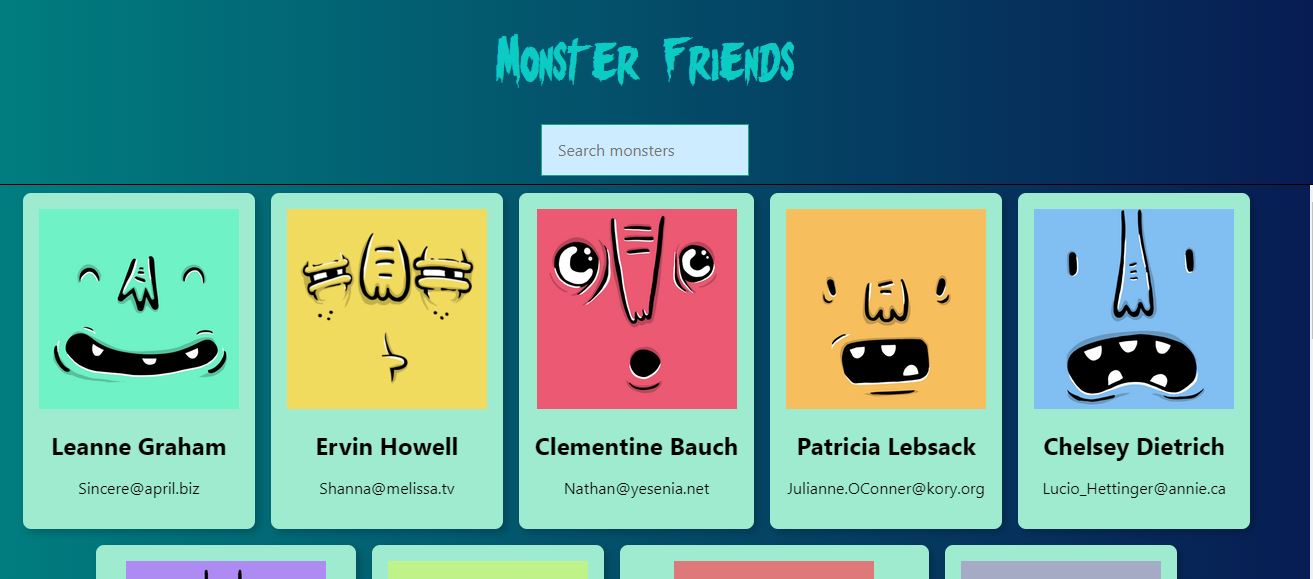 Monster Friends
Search monsters
Leanne Graham
Ervin Howell
Clementine Bauch
Patricia Lebsack
Chelsey Dietrich
Sincere@april.biz
Shanna@melissa.tv
Nathan@yesenia.net
Julianne.OConner@kory.org
Lucio_Hettinger@annie.ca